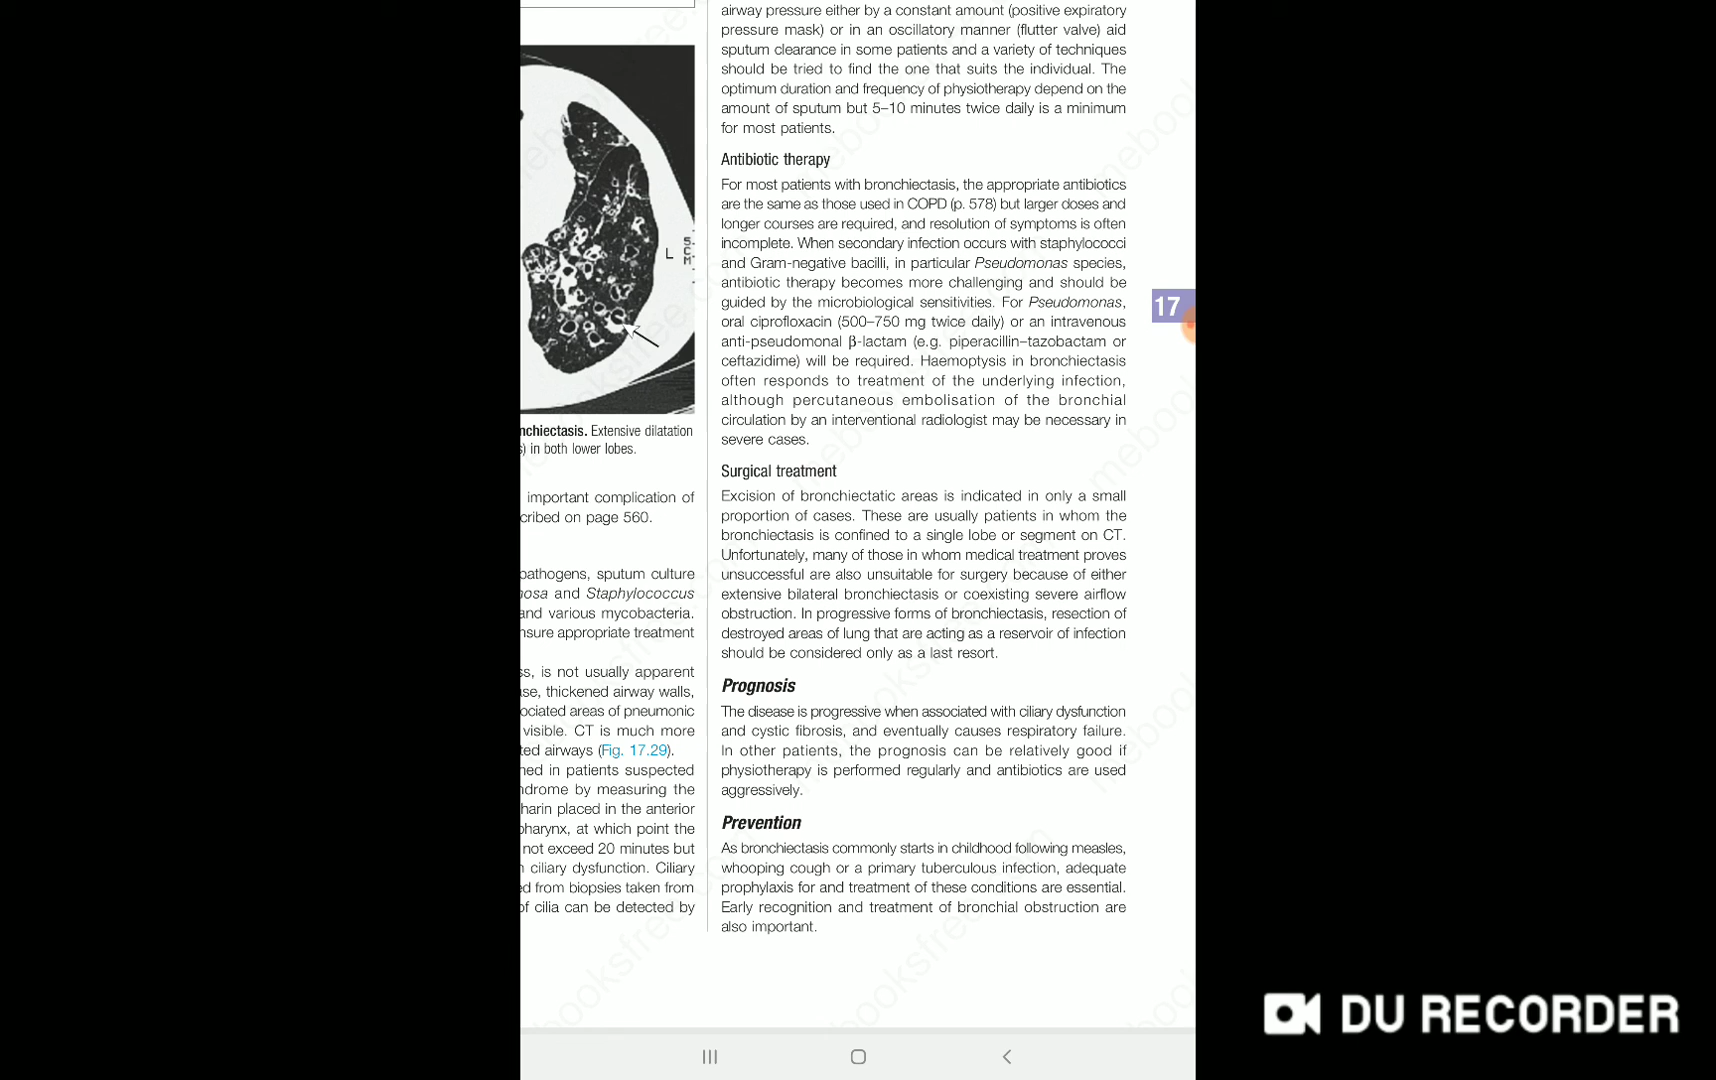 nchiectasis. Extensive dilatation
s) in both lower lobes.
important complication of
cribed on page 560.
pathogens, sputum culture
nosa and Staphylococcus
and various mycobacteria.
nsure appropriate treatment
ss, is not usually apparent
ase, thickened airway walls,
ociated areas of pneumonic
visible. CT is much more
ted airways (Fig. 17.29).
ned in patients suspected
ndrome by measuring the
harin placed in the anterior
pharynx, at which point the
not exceed 20 minutes but
n ciliary dysfunction. Ciliary
ed from biopsies taken from
of cilia can be detected by
L
5
C
M
airway pressure either by a constant amount (positive expiratory
pressure mask) or in an oscillatory manner (flutter valve) aid
sputum clearance in some patients and a variety of techniques
should be tried to find the one that suits the individual. The
optimum duration and frequency of physiotherapy depend on the
amount of sputum but 5–10 minutes twice daily is a minimum
for most patients.
Antibiotic therapy
For most patients with bronchiectasis, the appropriate antibiotics
are the same as those used in COPD (p. 578) but larger doses and
longer courses are required, and resolution of symptoms is often
incomplete. When secondary infection occurs with staphylococci
and Gram-negative bacilli, in particular Pseudomonas species,
antibiotic therapy becomes more challenging and should be
guided by the microbiological sensitivities. For Pseudomonas,
oral ciprofloxacin (500–750 mg twice daily) or an intravenous
anti-pseudomonal β-lactam (e.g. piperacillin–tazobactam or
ceftazidime) will be required. Haemoptysis in bronchiectasis
often responds to treatment of the underlying infection,
although percutaneous embolisation of the bronchial
circulation by an interventional radiologist may be necessary in
severe cases.
Surgical treatment
Excision of bronchiectatic areas is indicated in only a small
proportion of cases. These are usually patients in whom the
bronchiectasis is confined to a single lobe or segment on CT.
Unfortunately, many of those in whom medical treatment proves
unsuccessful are also unsuitable for surgery because of either
extensive bilateral bronchiectasis or coexisting severe airflow
obstruction. In progressive forms of bronchiectasis, resection of
destroyed areas of lung that are acting as a reservoir of infection
should be considered only as a last resort.
Prognosis
The disease is progressive when associated with ciliary dysfunction
and cystic fibrosis, and eventually causes respiratory failure.
In other patients, the prognosis can be relatively good if
physiotherapy is performed regularly and antibiotics are used
aggressively.
Prevention
As bronchiectasis commonly starts in childhood following measles,
whooping cough or a primary tuberculous infection, adequate
prophylaxis for and treatment of these conditions are essential.
Early recognition and treatment of bronchial obstruction are
also important.
17
DU RECORDER